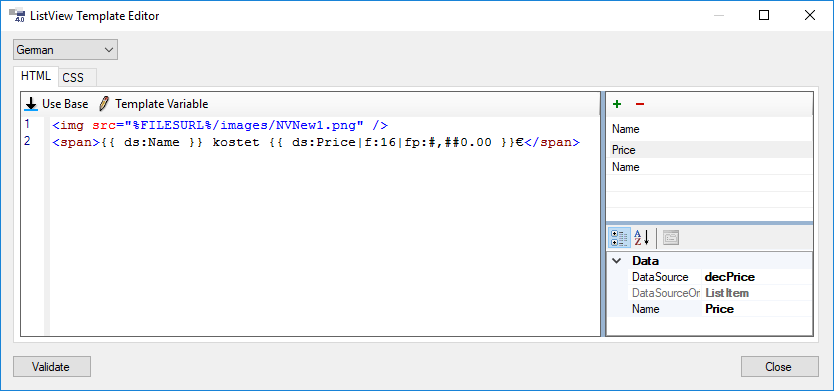 4.0 ListView Template Editor
German
HTML CSS
Use Base Template Variable
1 <img src="%FILESURL%/images/NVNew1.png" />
2 <span>{{ ds:Name }} kostet {{ ds:Price|f:16|fp:#,##0.00 }}€</span>
Name
Price
Name
A Z
Data
DataSource decPrice
DataSourceOr ListItem
Name Price
Validate Close